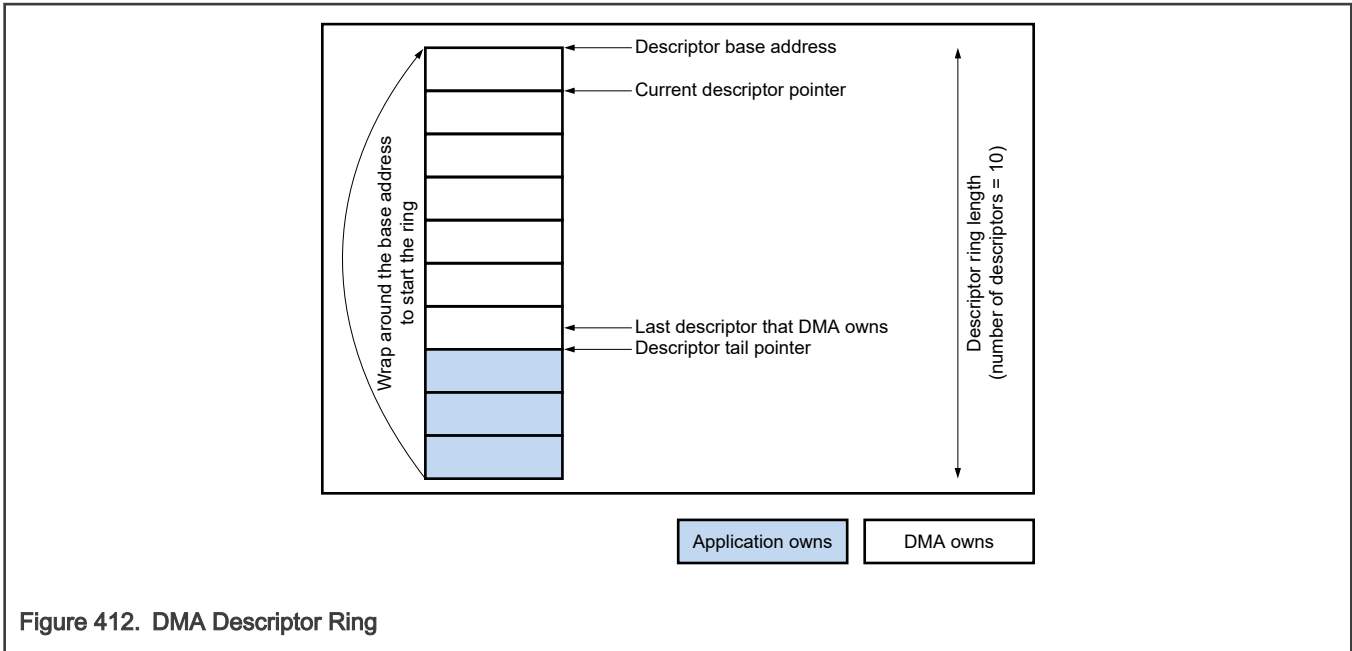 Descriptor base address
Current descriptor pointer
Wrap around the base address
to start the ring
Descriptor ring length
(number of descriptors = 10)
Last descriptor that DMA owns
Descriptor tail pointer
Application owns
DMA owns
Figure 412. DMA Descriptor Ring